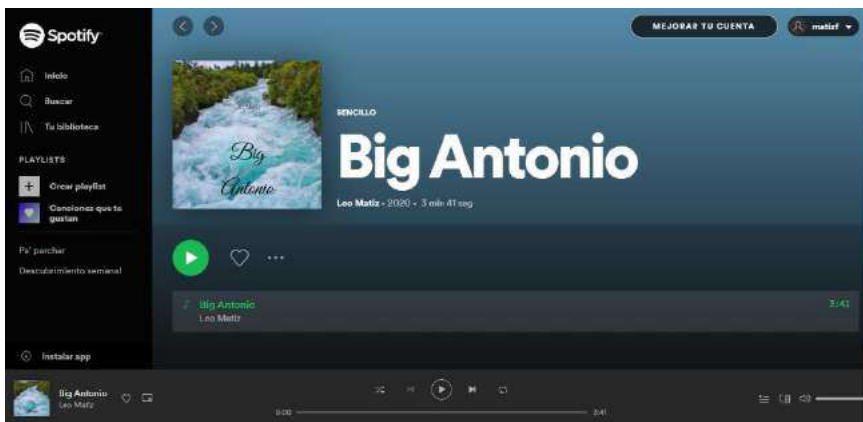 Spotify
Inicio
Buscar
Tu biblioteca
PLAYLISTS
Crear playlist
Canciones que te
gustan
Pa' parchar
Descubrimiento semanal
Instalar app
MEJORAR TU CUENTA
matizf
Big
Antonio
SENCILLO
Big Antonio
Leo Matiz • 2020 • 3 min 41 seg
Big Antonio
Leo Matiz
3:41
Big Antonio
Leo Matiz
0:00
3:41